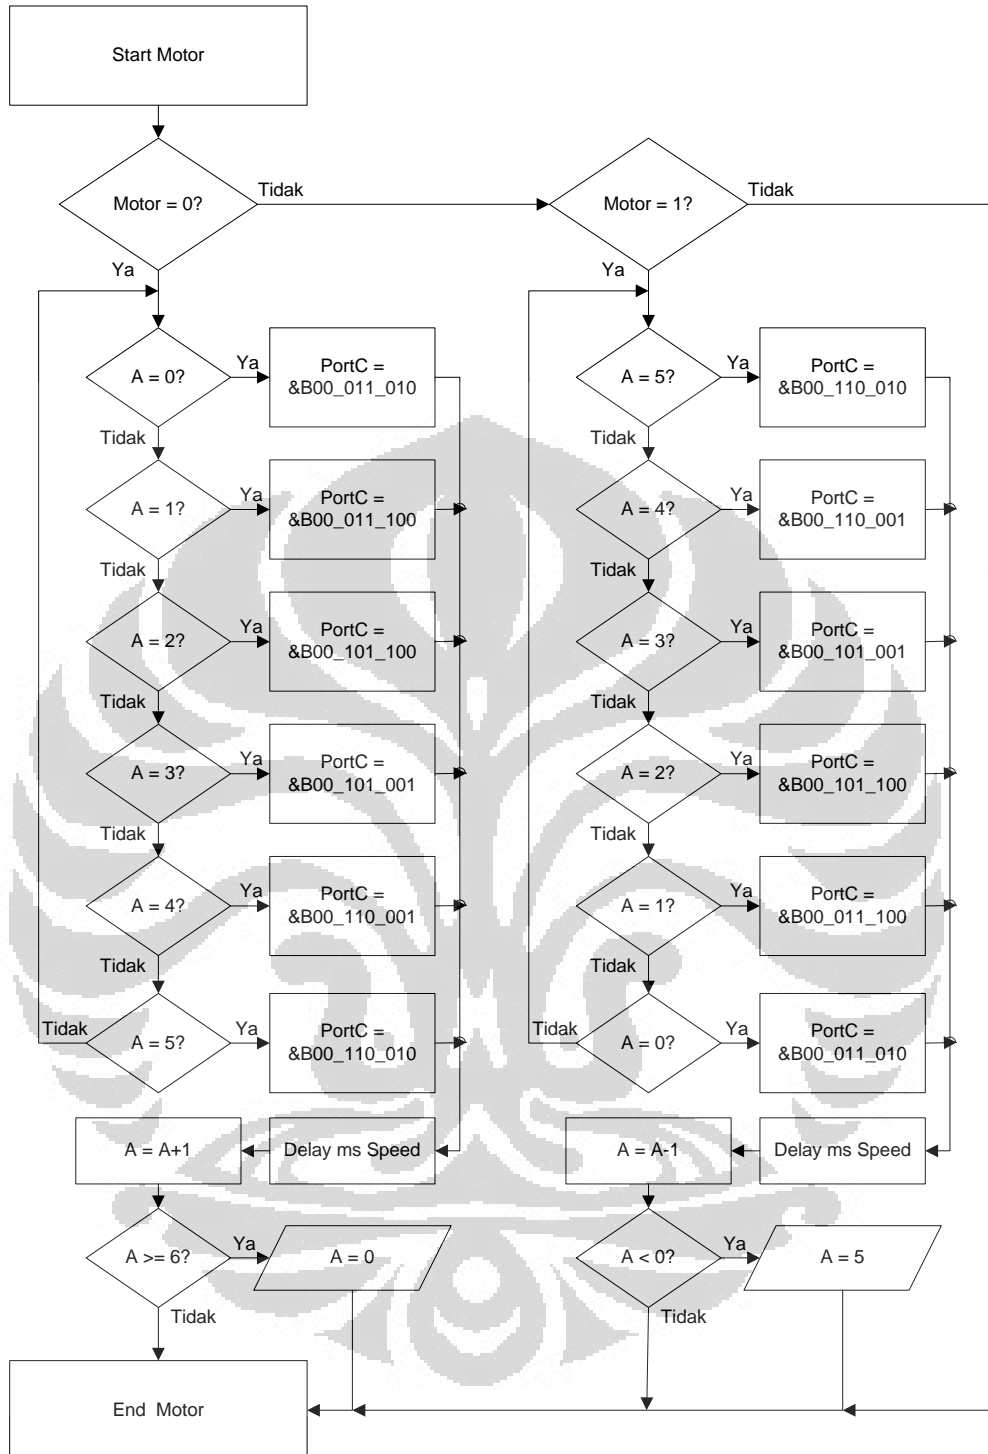 Start Motor
Motor = 0?
Tidak
Motor = 1?
Tidak
Ya
Ya
A = 0?
Ya
PortC =
&B00_011_010
A = 5?
Ya
PortC =
&B00_110_010
Tidak
Tidak
A = 1?
Ya
PortC =
&B00_011_100
A = 4?
Ya
PortC =
&B00_110_001
Tidak
Tidak
A = 2?
Ya
PortC =
&B00_101_100
A = 3?
Ya
PortC =
&B00_101_001
Tidak
Tidak
A = 3?
Ya
PortC =
&B00_101_001
A = 2?
Ya
PortC =
&B00_101_100
Tidak
Tidak
A = 4?
Ya
PortC =
&B00_110_001
A = 1?
Ya
PortC =
&B00_011_100
Tidak
Tidak
Tidak
A = 5?
Ya
PortC =
&B00_110_010
Tidak
A = 0?
Ya
PortC =
&B00_011_010
A = A+1
Delay ms Speed
A = A-1
Delay ms Speed
A >= 6?
Ya
A = 0
A < 0?
Ya
A = 5
Tidak
Tidak
End Motor